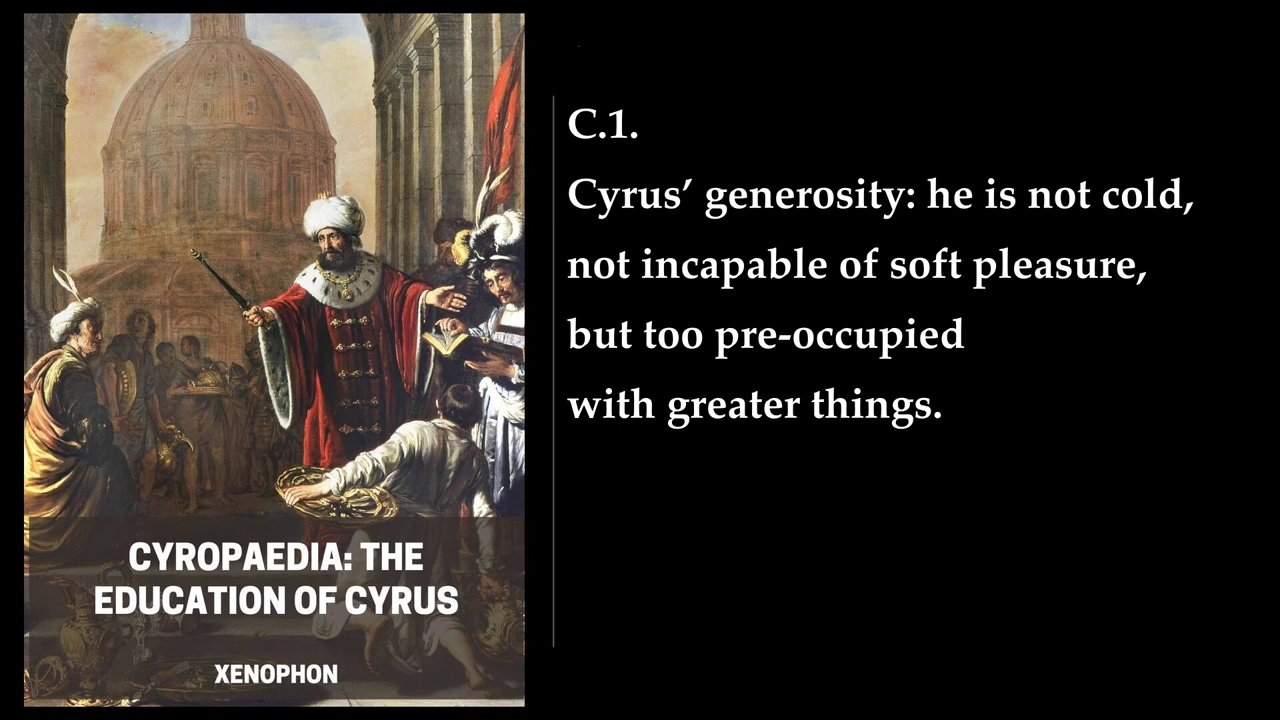 CYROPAEDIA: THE
EDUCATION OF CYRUS
XENOPHON
C.1.
Cyrus’ generosity: he is not cold,
not incapable of soft pleasure,
but too pre-occupied
with greater things.